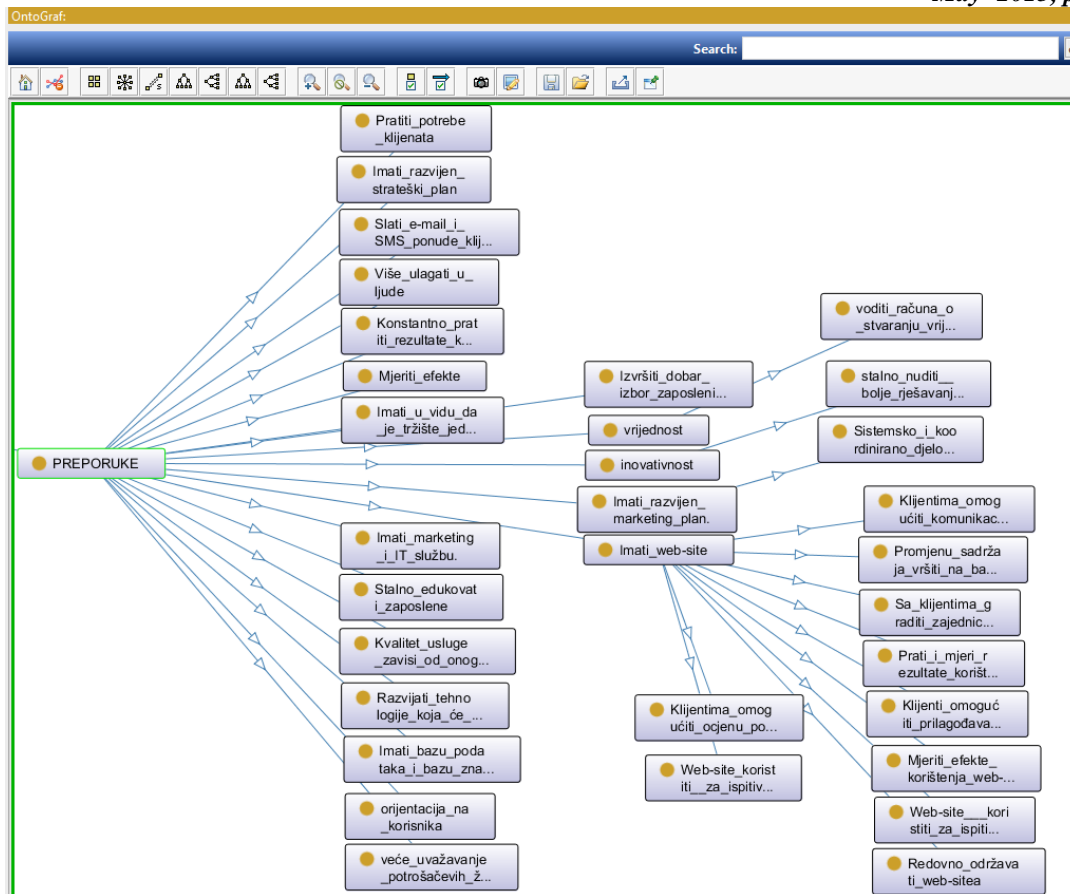 May 2013, p
OntoGraf:
Search:
Pratiti_potrebe
_klijenata
Imati_razvijen_
strateški_plan
Slati_e-mail_i_
SMS_ponude_klij...
Više_ulagati_u_
ljude
Konstantno_prat
iti_rezultate_k...
Mjeriti_efekte
Imati_u_vidu_da
_je_tržište_jed...
PREPORUKE
Imati_marketing
_i_IT_službu.
Stalno_edukovat
i_zaposlene
Kvalitet_usluge
_zavisi_od_onog...
Razvijati_tehno
logije_koja_će_...
Imati_bazu_poda
taka_i_bazu_zna...
orijentacija_na
_korisnika
veće_uvažavanje
_potrošačevih_ž...
Izvršiti_dobar_
izbor_zaposleni...
vrijednost
inovativnost
Imati_razvijen_
marketing_plan.
Imati_web-site
voditi_računa_o
_stvaranju_vrij...
stalno_nuditi__
bolje_rješavanj...
Sistemsko_i_koo
rdinirano_djelo...
Klijentima_omog
ućiti_komunikac...
Promjenu_sadrža
ja_vršiti_na_ba...
Sa_klijentima_g
raditi_zajednic...
Prati_i_mjeri_r
ezultate_korišt...
Klijenti_omoguć
iti_prilagođava...
Mjeriti_efekte_
korištenja_web-...
Web-site___kori
stiti_za_ispiti...
Redovno_održava
ti_web-sitea
Klijentima_omog
ućiti_ocjenu_po...
Web-site_korist
iti__za_ispitiv...